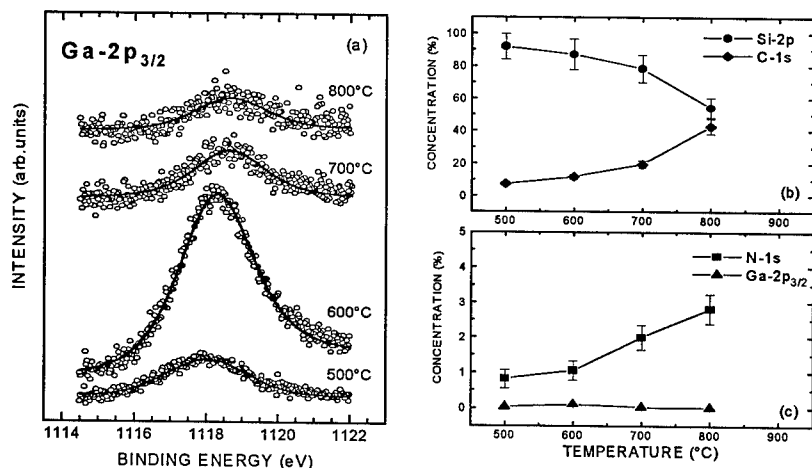 (a)
Ga-2p3/2
800°C
700°C
600°C
500°C
INTENSITY (arb.units)
1114 1116 1118 1120 1122
BINDING ENERGY (eV)
Si-2p
C-1s
CONCENTRATION (%)
100
80
60
40
20
0
500 600 700 800 900
(b)
N-1s
Ga-2p3/2
CONCENTRATION (%)
5
4
3
2
1
0
(c)
500 600 700 800 900
TEMPERATURE (°C)